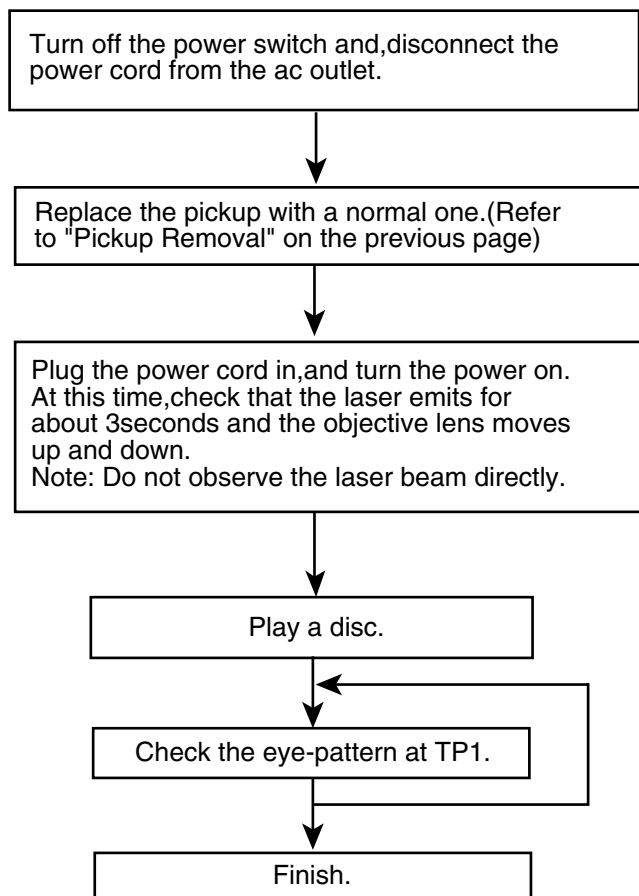 Turn off the power switch and,disconnect the
power cord from the ac outlet.
Replace the pickup with a normal one.(Refer
to "Pickup Removal" on the previous page)
Plug the power cord in,and turn the power on.
At this time,check that the laser emits for
about 3seconds and the objective lens moves
up and down.
Note: Do not observe the laser beam directly.
Play a disc.
Check the eye-pattern at TP1.
Finish.